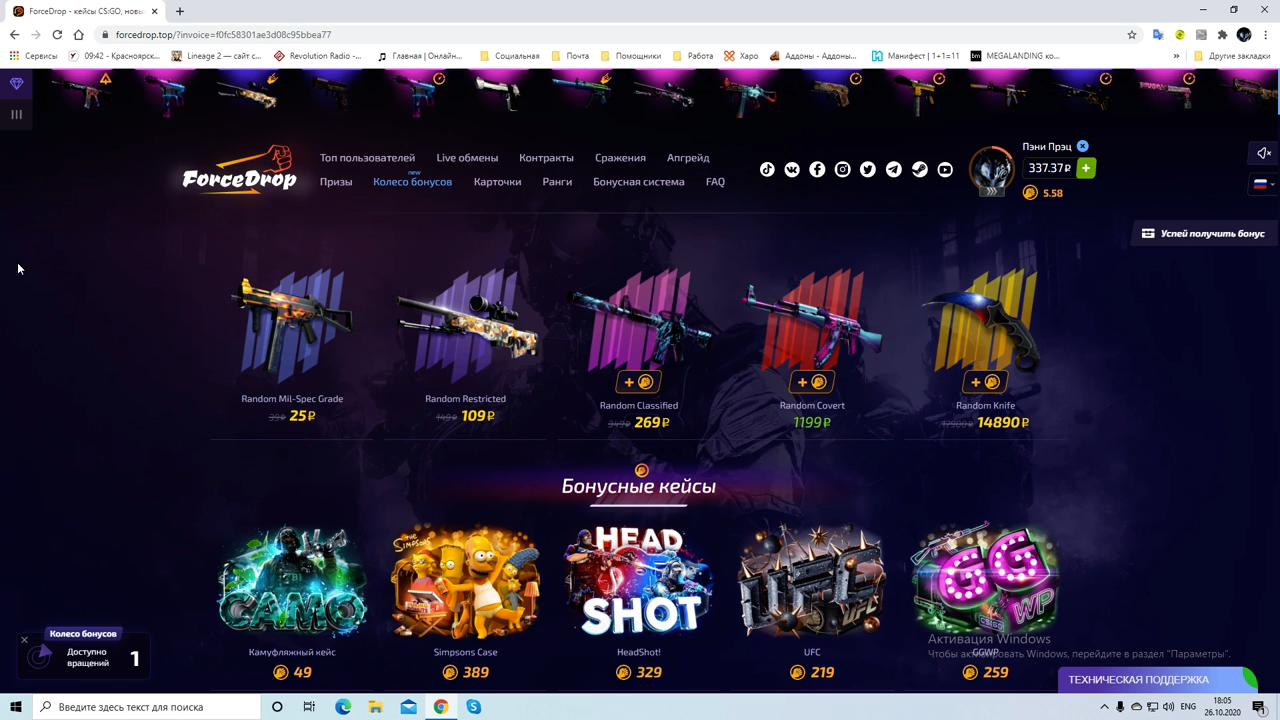 ForceDrop - кейсы CS:GO, новы
forcedrop.top/?invoice=f0fc58301ae3d08c95bbea77
Сервисы
09:42 - Красноярск...
Lineage 2 — сайт с...
Revolution Radio -...
Главная | Онлайн...
Социальная
Почта
Помощники
Работа
Харо
Аддоны - Аддоны...
Манифест | 1+1=11
MEGALANDING ко...
»
Другие закладки
ForceDrop
Топ пользователей
Live обмены
Контракты
Сражения
Апгрейд
new
Призы
Колесо бонусов
Карточки
Ранги
Бонусная система
FAQ
Пэни Прэц
337.37₽
+
5.58
Успей получить бонус
Random Mil-Spec Grade
25₽
Random Restricted
109₽
Random Classified
269₽
Random Covert
1199₽
Random Knife
14890₽
Бонусные кейсы
CAMO
THE SIMPSONS
HEAD
SHOT
UFC
GG
WP
Камуфляжный кейс
49
Simpsons Case
389
HeadShot!
329
UFC
219
GGWP
259
Колесо бонусов
Доступно
вращений
1
Активация Windows
Чтобы активировать Windows, перейдите в раздел "Параметры".
ТЕХНИЧЕСКАЯ ПОДДЕРЖКА
Введите здесь текст для поиска
ENG
18:05
26.10.2020